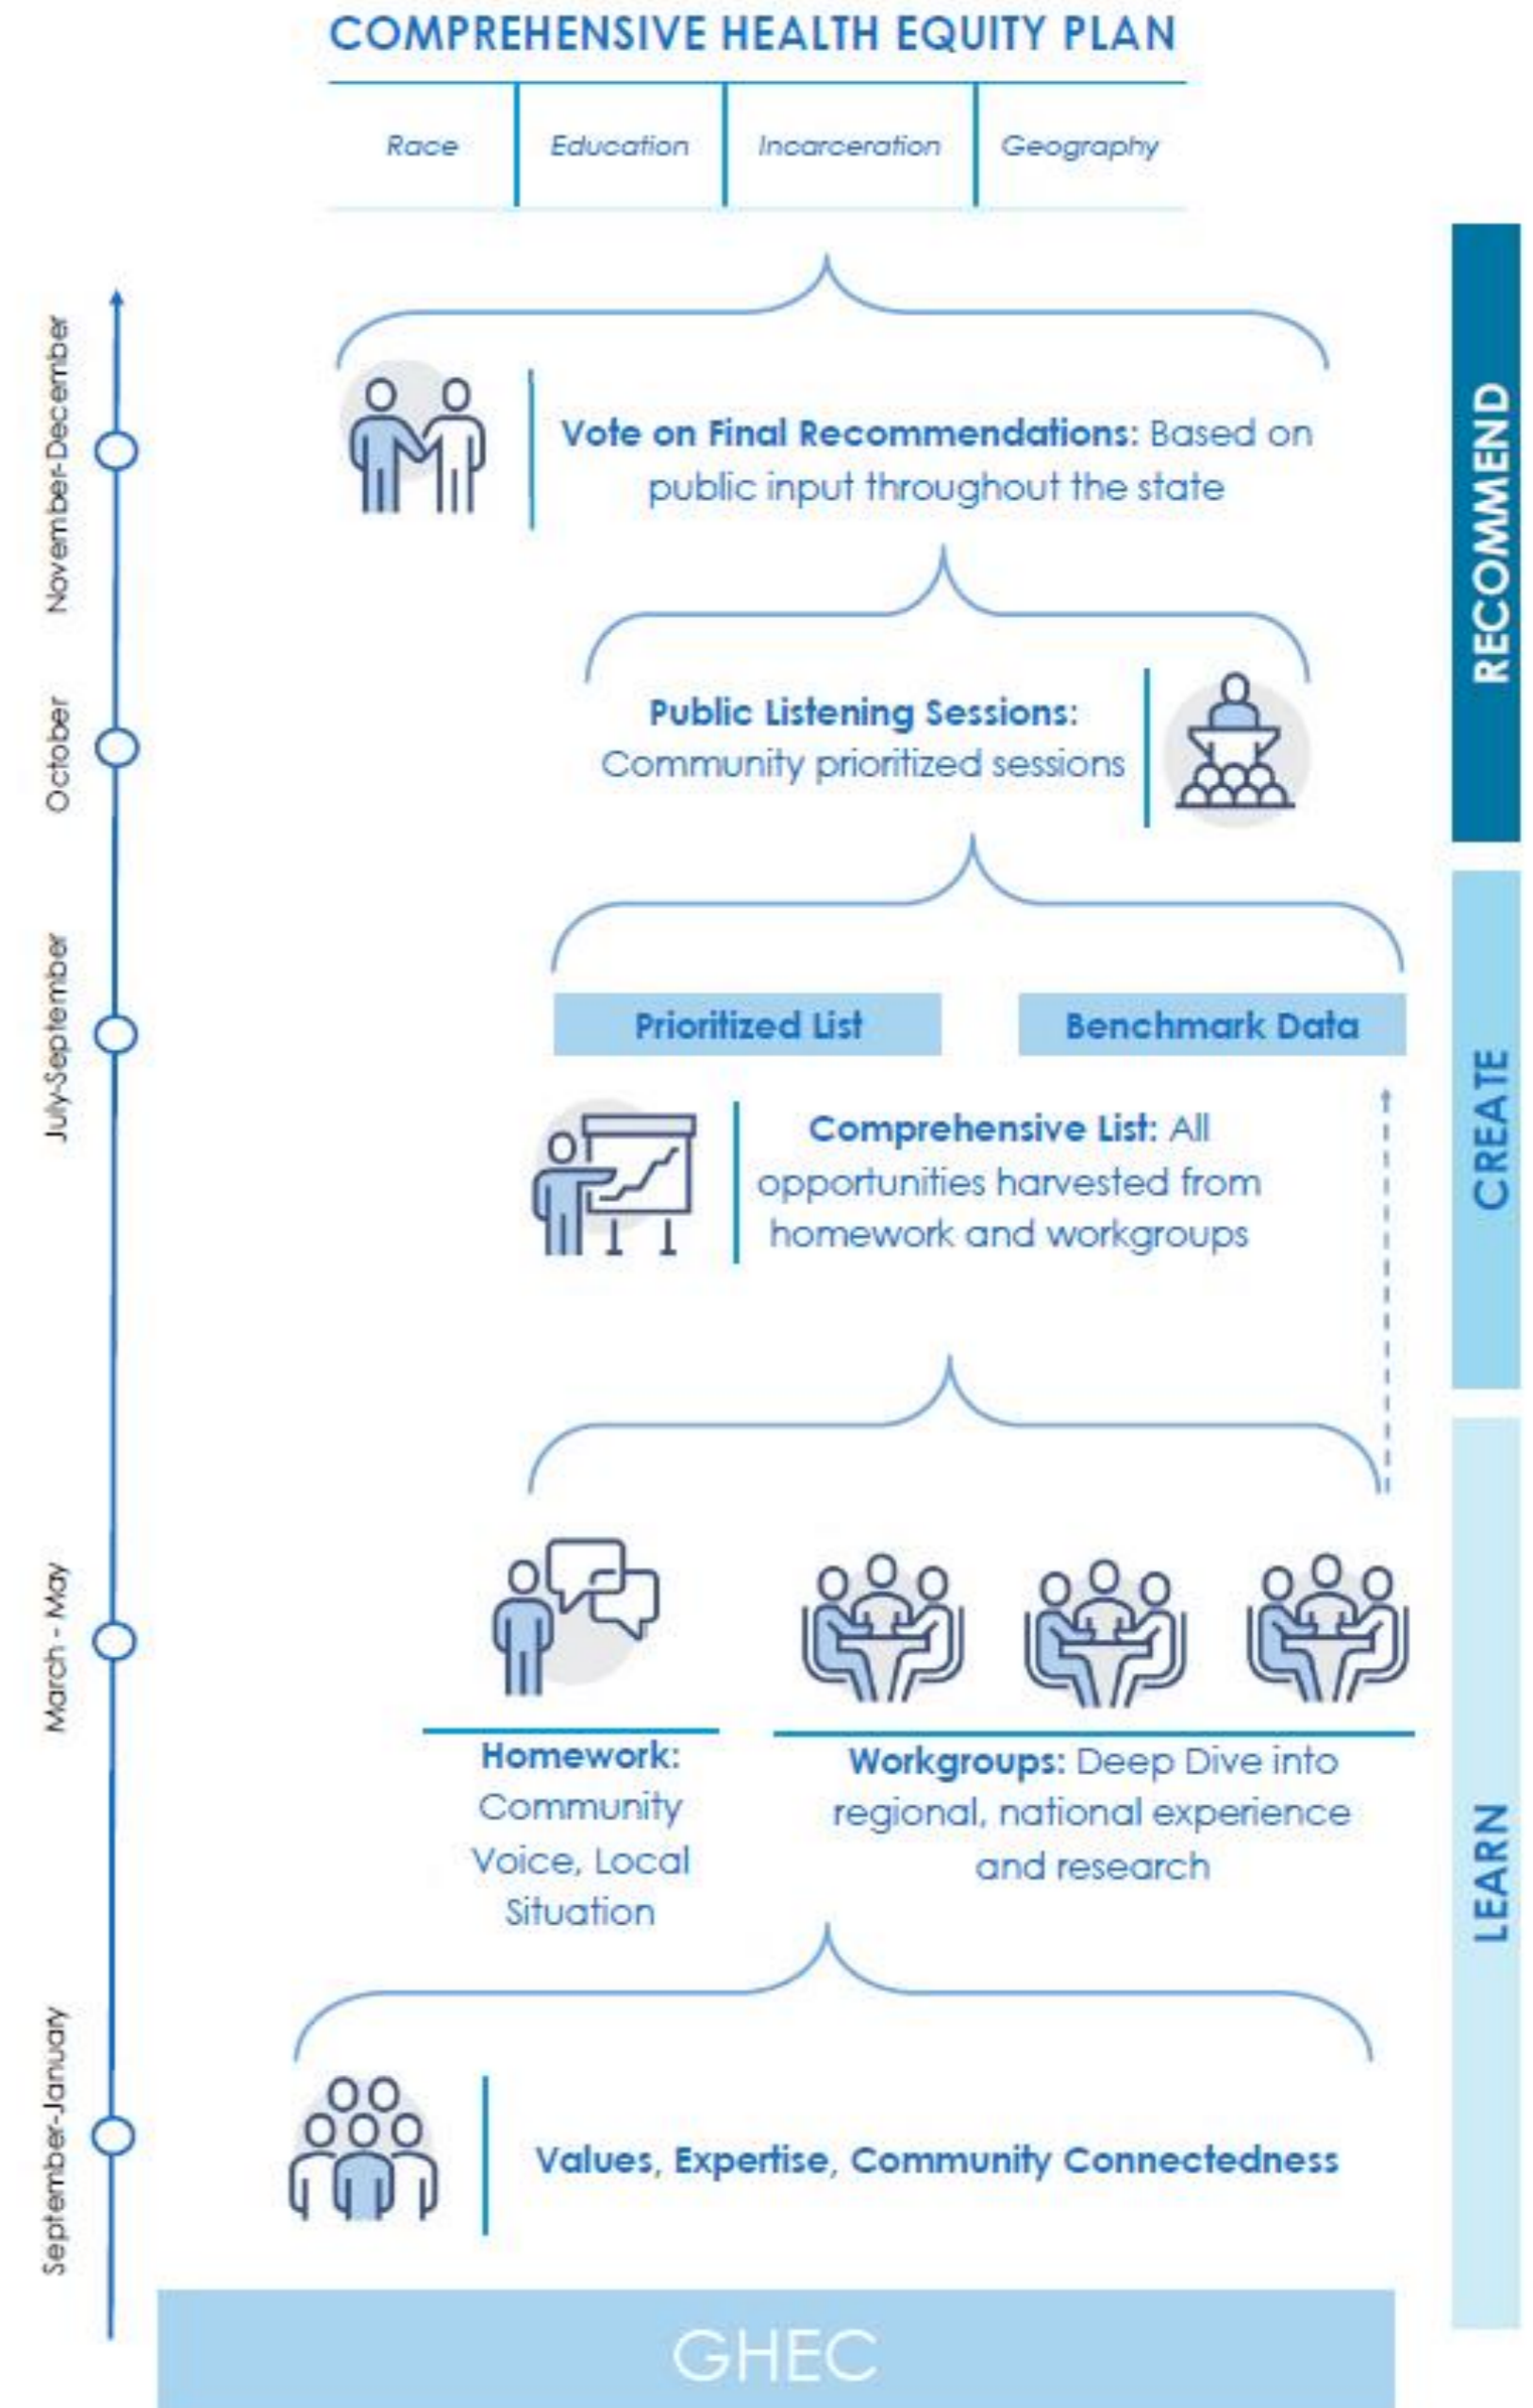 COMPREHENSIVE HEALTH EQUITY PLAN
Race
Education
Incarceration
Geography
November-December
Vote on Final Recommendations: Based on
public input throughout the state
RECOMMEND
October
Public Listening Sessions:
Community prioritized sessions
July-September
Prioritized List
Benchmark Data
Comprehensive List: All
opportunities harvested from
homework and workgroups
CREATE
March - May
Homework:
Community
Voice, Local
Situation
Workgroups: Deep Dive into
regional, national experience
and research
LEARN
September-January
Values, Expertise, Community Connectedness
GHEC